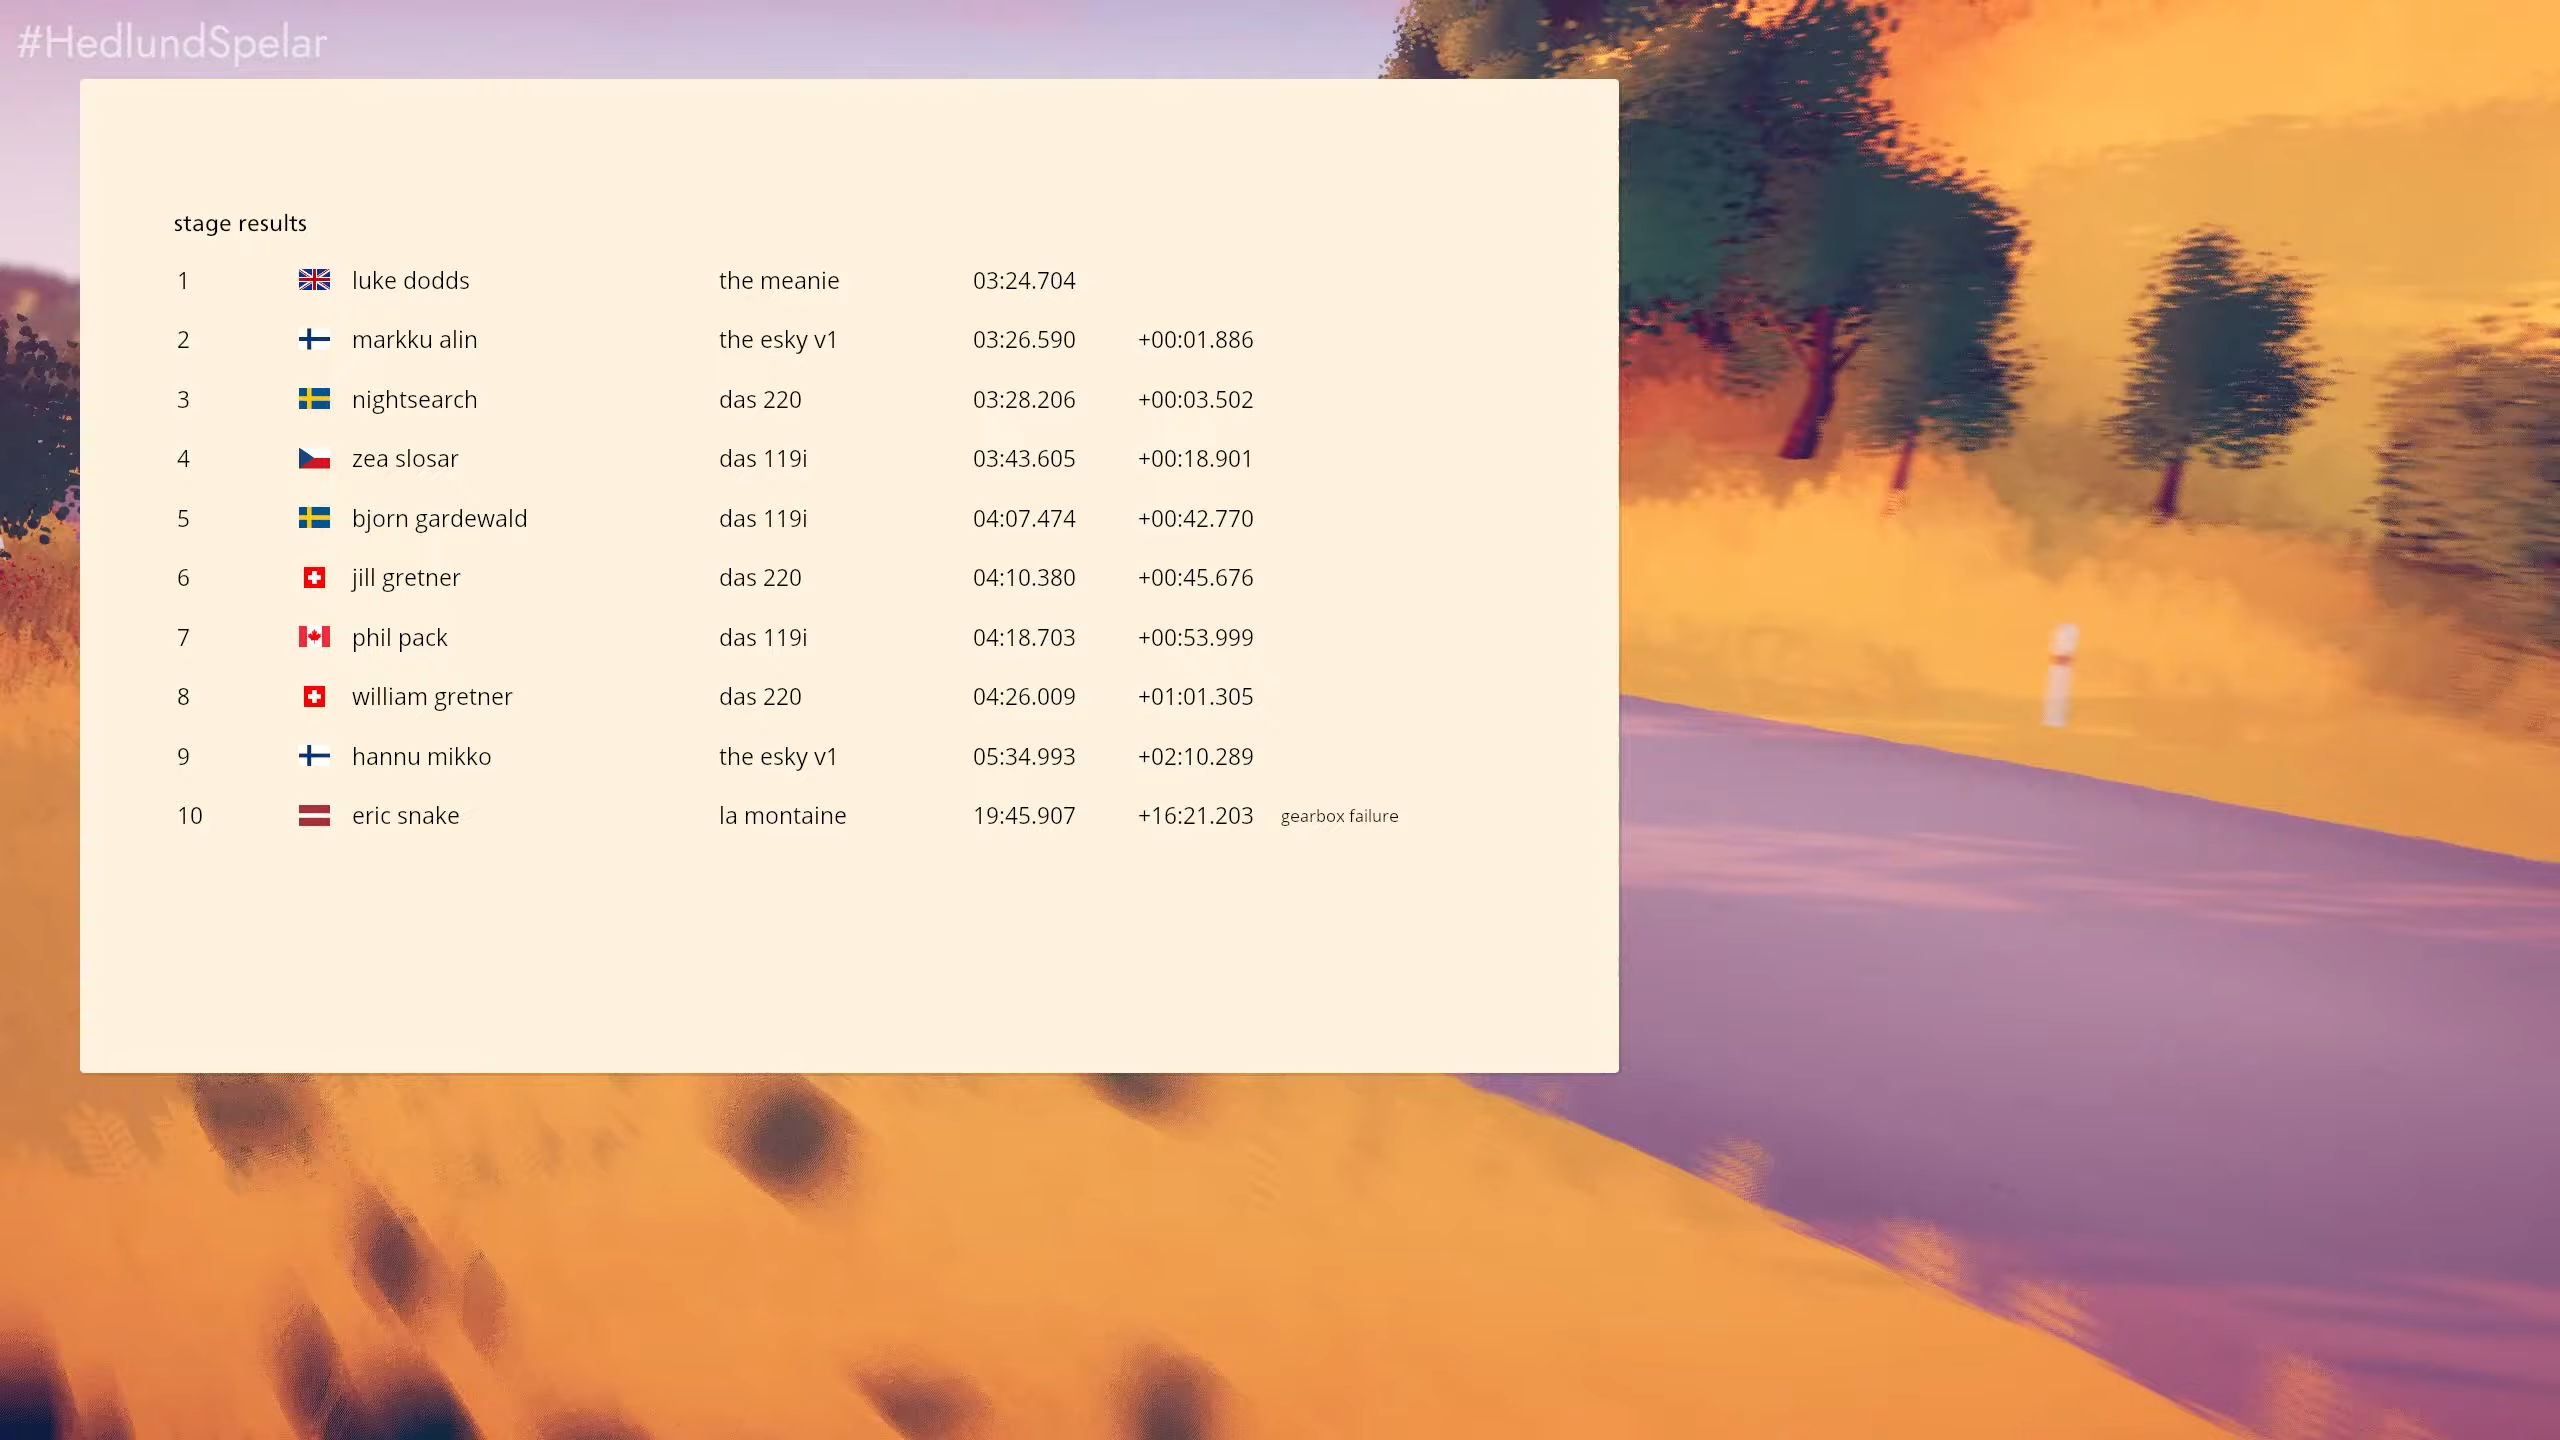 #HedlundSpelar
stage results
1 luke dodds the meanie 03:24.704
2 markku alin the esky v1 03:26.590 +00:01.886
3 nightsearch das 220 03:28.206 +00:03.502
4 zea slosar das 119i 03:43.605 +00:18.901
5 bjorn gardewald das 119i 04:07.474 +00:42.770
6 jill gretner das 220 04:10.380 +00:45.676
7 phil pack das 119i 04:18.703 +00:53.999
8 william gretner das 220 04:26.009 +01:01.305
9 hannu mikko the esky v1 05:34.993 +02:10.289
10 eric snake la montaine 19:45.907 +16:21.203 gearbox failure